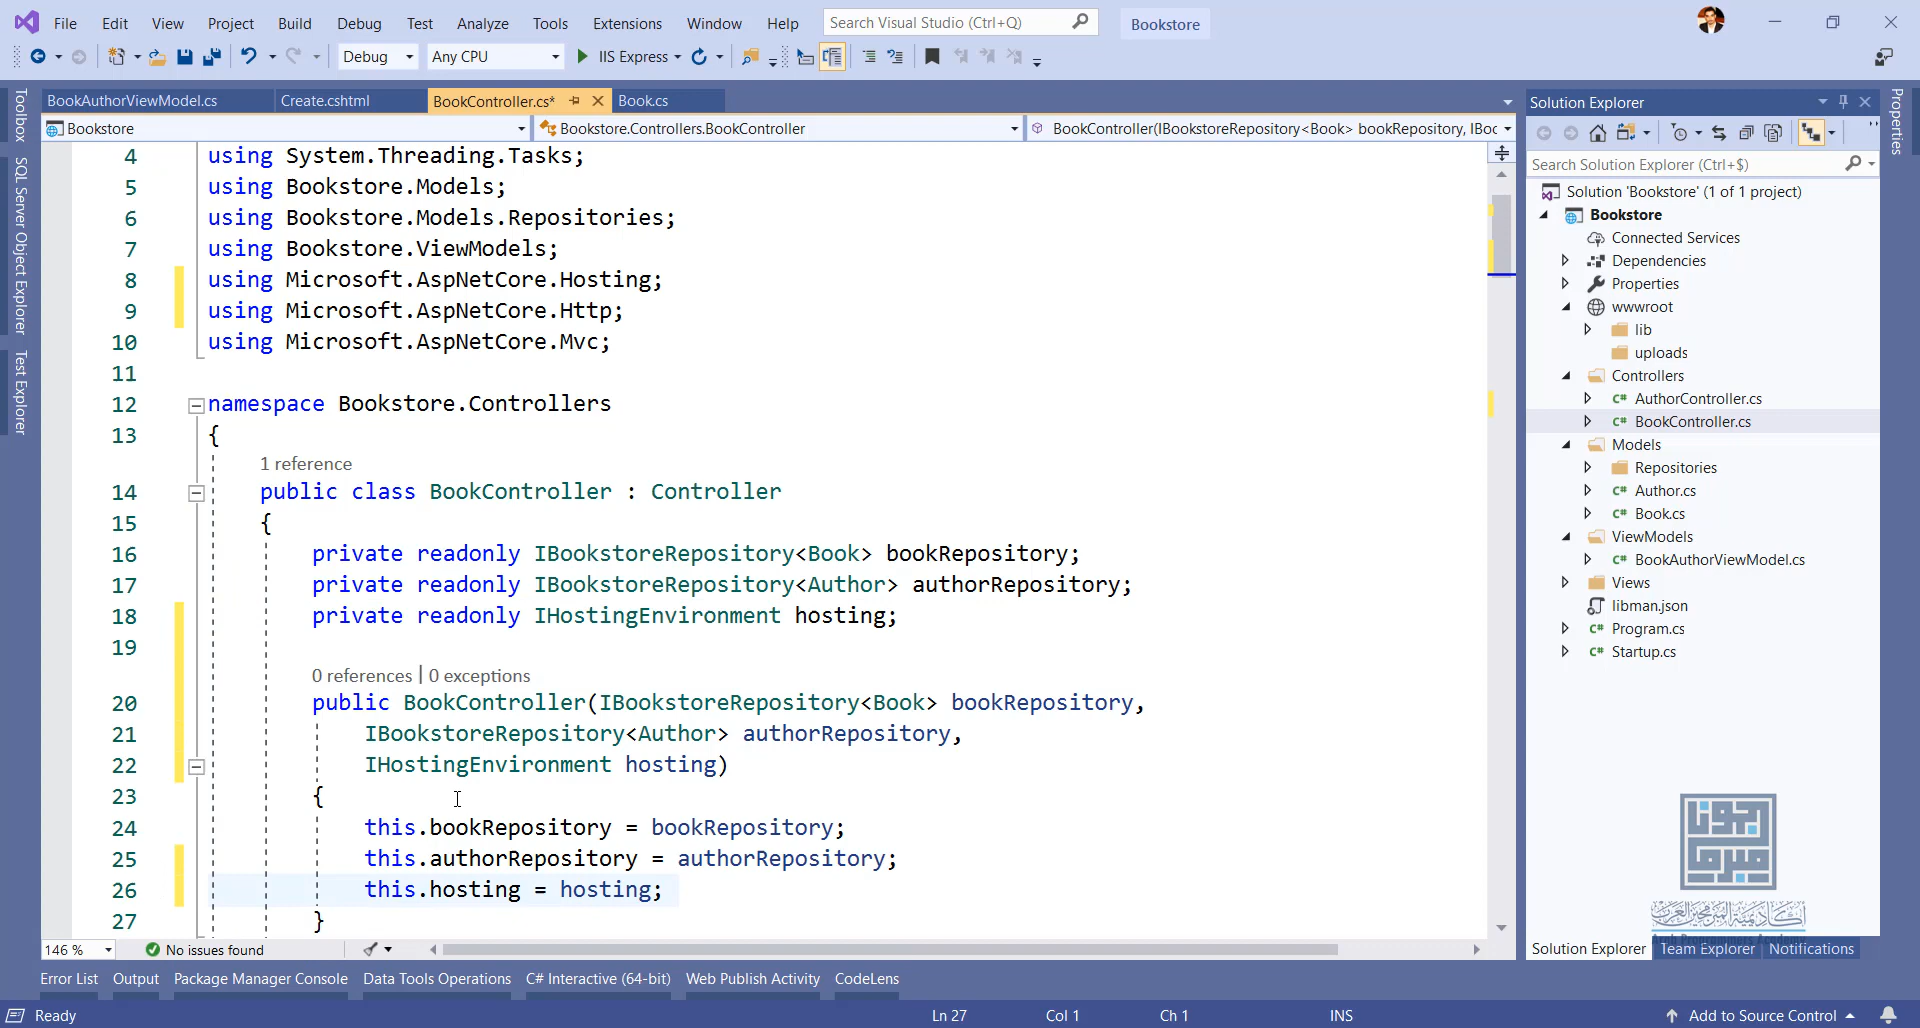 File Edit View Project Build Debug Test Analyze Tools Extensions Window Help Search Visual Studio (Ctrl+Q) Bookstore
Debug Any CPU IIS Express
BookAuthorViewModel.cs Create.cshtml BookController.cs* Book.cs
Bookstore Bookstore.Controllers.BookController BookController(IBookstoreRepository<Book> bookRepository, IBoc
Toolbox
SQL Server Object Explorer
Test Explorer
4 using System.Threading.Tasks;
5 using Bookstore.Models;
6 using Bookstore.Models.Repositories;
7 using Bookstore.ViewModels;
8 using Microsoft.AspNetCore.Hosting;
9 using Microsoft.AspNetCore.Http;
10 using Microsoft.AspNetCore.Mvc;
11
12 namespace Bookstore.Controllers
13 {
1 reference
14 public class BookController : Controller
15 {
16 private readonly IBookstoreRepository<Book> bookRepository;
17 private readonly IBookstoreRepository<Author> authorRepository;
18 private readonly IHostingEnvironment hosting;
19
0 references | 0 exceptions
20 public BookController(IBookstoreRepository<Book> bookRepository,
21 IBookstoreRepository<Author> authorRepository,
22 IHostingEnvironment hosting)
23 {
24 this.bookRepository = bookRepository;
25 this.authorRepository = authorRepository;
26 this.hosting = hosting;
27 }
146 % No issues found
Solution Explorer
Search Solution Explorer (Ctrl+$)
Solution 'Bookstore' (1 of 1 project)
Bookstore
Connected Services
Dependencies
Properties
wwwroot
lib
uploads
Controllers
C# AuthorController.cs
C# BookController.cs
Models
Repositories
C# Author.cs
C# Book.cs
ViewModels
C# BookAuthorViewModel.cs
Views
libman.json
C# Program.cs
C# Startup.cs
أكاديمية المبرمجين العرب
Arab Programmers Academy
Solution Explorer Team Explorer Notifications
Properties
Error List Output Package Manager Console Data Tools Operations C# Interactive (64-bit) Web Publish Activity CodeLens
Ready Ln 27 Col 1 Ch 1 INS Add to Source Control